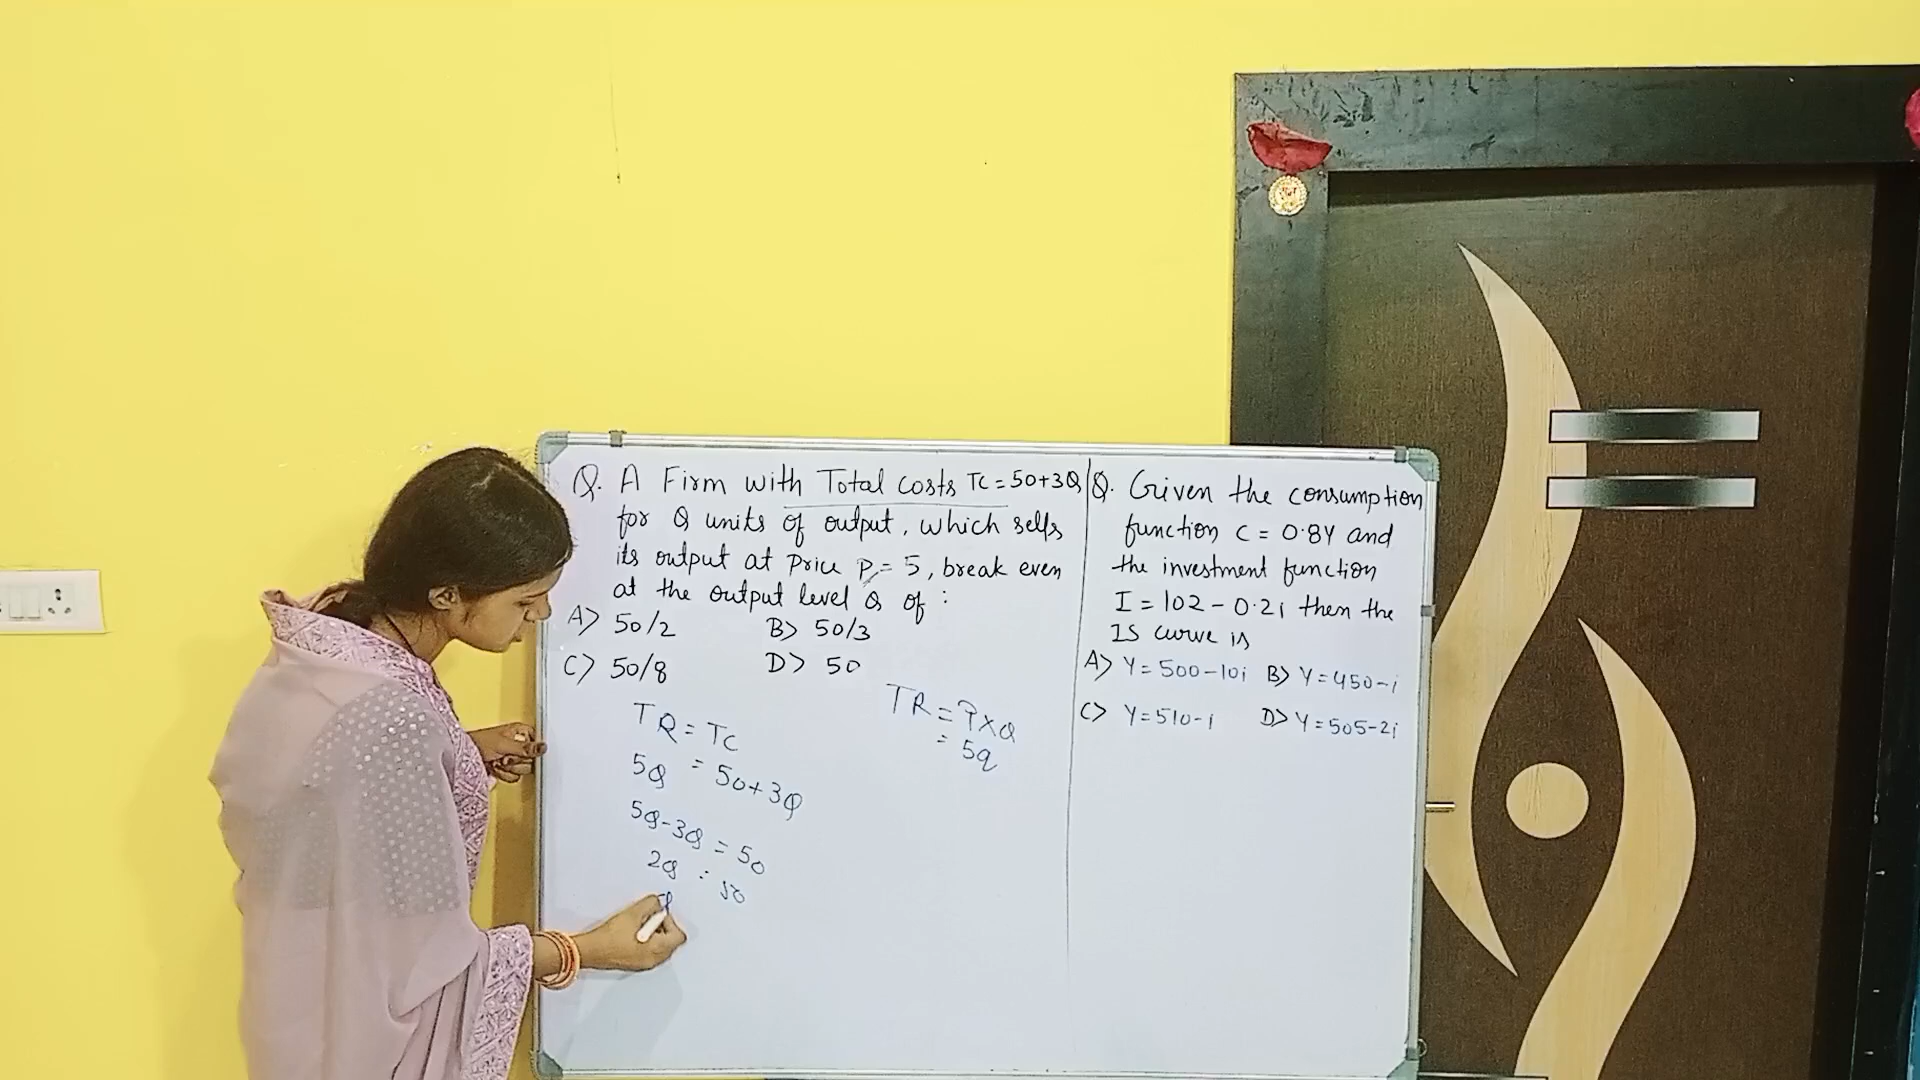 Q. A Firm with Total costs TC = 50+3Q
for Q units of output, which sells
its output at Price P = 5, break even
at the output level Q of :
A) 50/2 B) 50/3
C) 50/8 D) 50
TR = TC
5Q = 50+3Q
5Q-3Q = 50
2Q = 50
TR = P×Q
= 5q
Q. Given the consumption
function C = 0.8Y and
the investment function
I = 102 - 0.2i then the
IS curve is
A) Y = 500-10i B) Y = 450-i
C) Y = 510-i D) Y = 505-2i